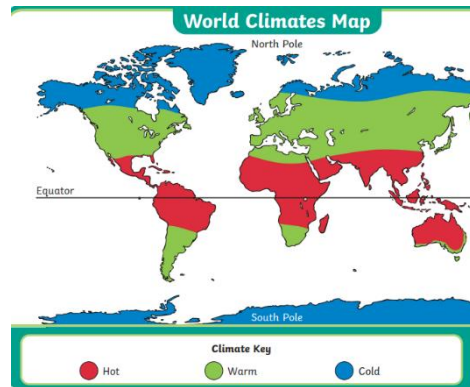 World Climates Map
North Pole
Equator
South Pole
Climate Key
Hot
Warm
Cold